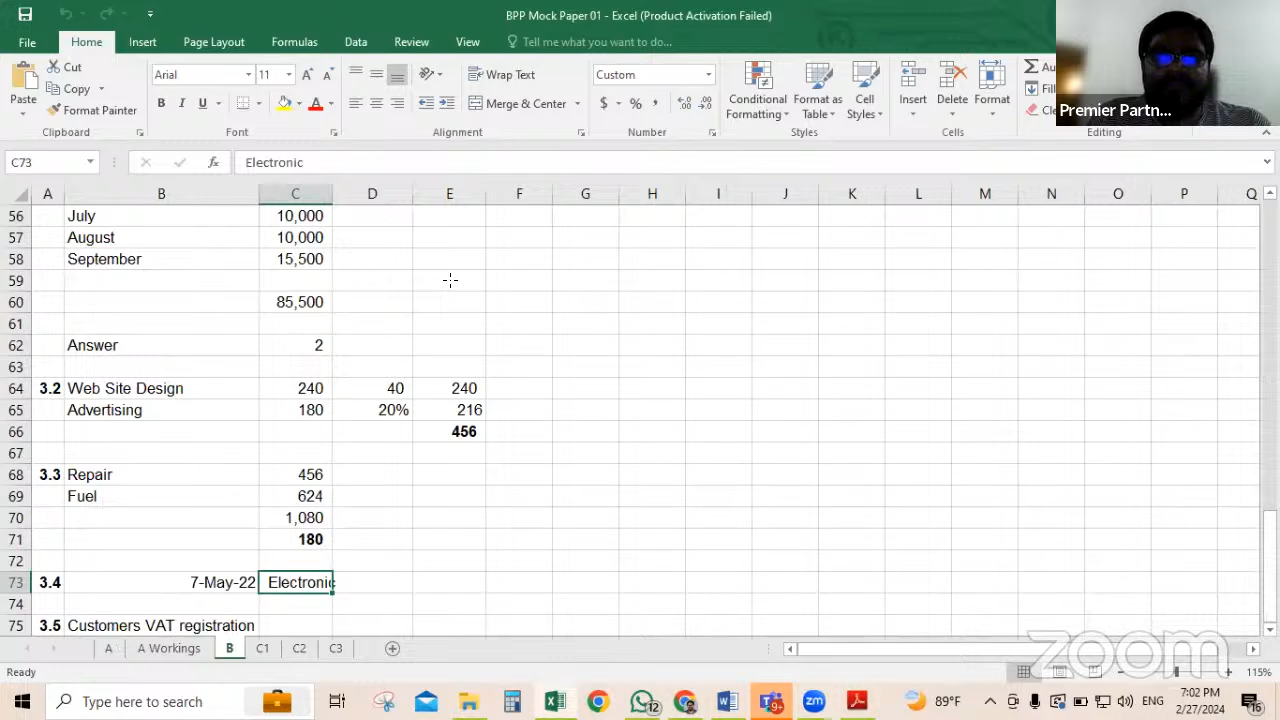 BPP Mock Paper 01 - Excel (Product Activation Failed)
File Home Insert Page Layout Formulas Data Review View Tell me what you want to do...
Premier Partn...
Paste
Cut
Copy
Format Painter
Arial 11
B I U
Wrap Text
Merge & Center
Custom
$ % ,
Conditional Formatting
Format as Table
Cell Styles
Insert Delete Format
Clipboard Font Alignment Number Styles Cells Editing
C73 fx Electronic
A B C D E F G H I J K L M N O P Q
56 July 10,000
57 August 10,000
58 September 15,500
59
60 85,500
61
62 Answer 2
63
64 3.2 Web Site Design 240 40 240
65 Advertising 180 20% 216
66 456
67
68 3.3 Repair 456
69 Fuel 624
70 1,080
71 180
72
73 3.4 7-May-22 Electronic
74
75 3.5 Customers VAT registration
A A Workings B C1 C2 C3
zoom
Ready 115%
Type here to search
12
9+
89°F
ENG
7:02 PM
2/27/2024
16